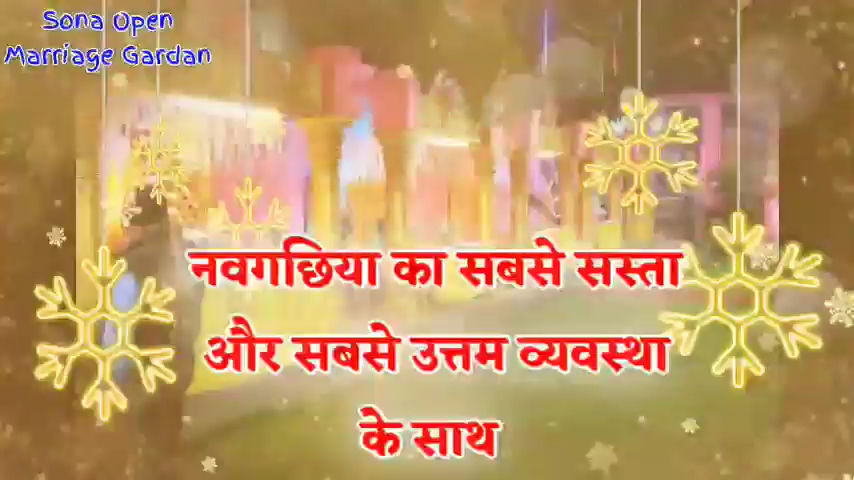 Sona Open
Marriage Gardan
नवगछिया का सबसे सस्ता
और सबसे उत्तम व्यवस्था
के साथ